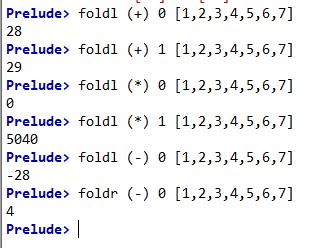 Prelude> foldl (+) 0 [1,2,3,4,5,6,7]
28
Prelude> foldl (+) 1 [1,2,3,4,5,6,7]
29
Prelude> foldl (*) 0 [1,2,3,4,5,6,7]
0
Prelude> foldl (*) 1 [1,2,3,4,5,6,7]
5040
Prelude> foldl (-) 0 [1,2,3,4,5,6,7]
-28
Prelude> foldr (-) 0 [1,2,3,4,5,6,7]
4
Prelude>